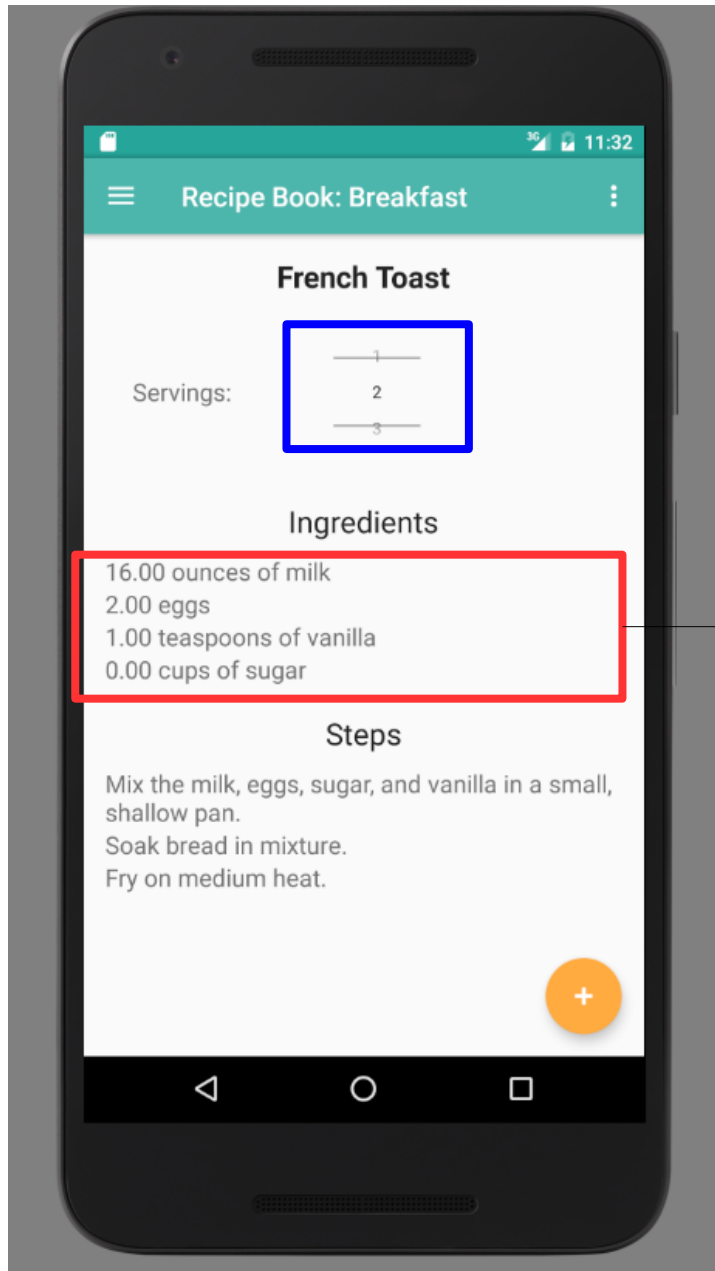 3G 11:32
Recipe Book: Breakfast
French Toast
1
Servings: 2
3
Ingredients
16.00 ounces of milk
2.00 eggs
1.00 teaspoons of vanilla
0.00 cups of sugar
Steps
Mix the milk, eggs, sugar, and vanilla in a small,
shallow pan.
Soak bread in mixture.
Fry on medium heat.
+